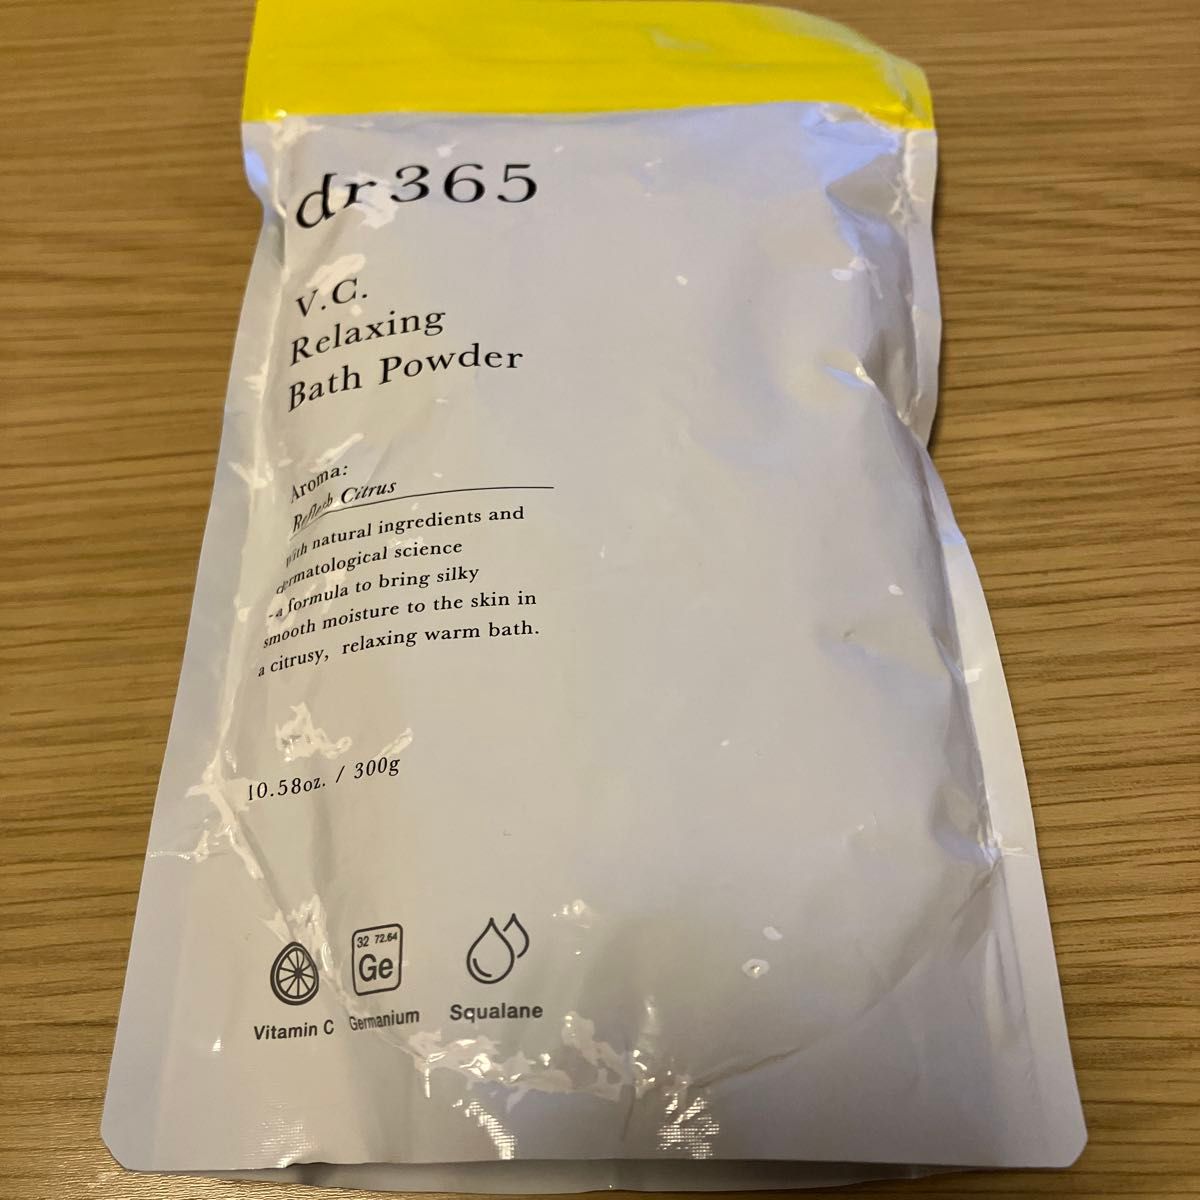 dr365
V.C.
Relaxing
Bath Powder
Aroma:
Refresh Citrus
with natural ingredients and
dermatological science
-a formula to bring silky
smooth moisture to the skin in
a citrusy, relaxing warm bath.
10.58oz. / 300g
32 72.64
Ge
Vitamin C Germanium Squalane